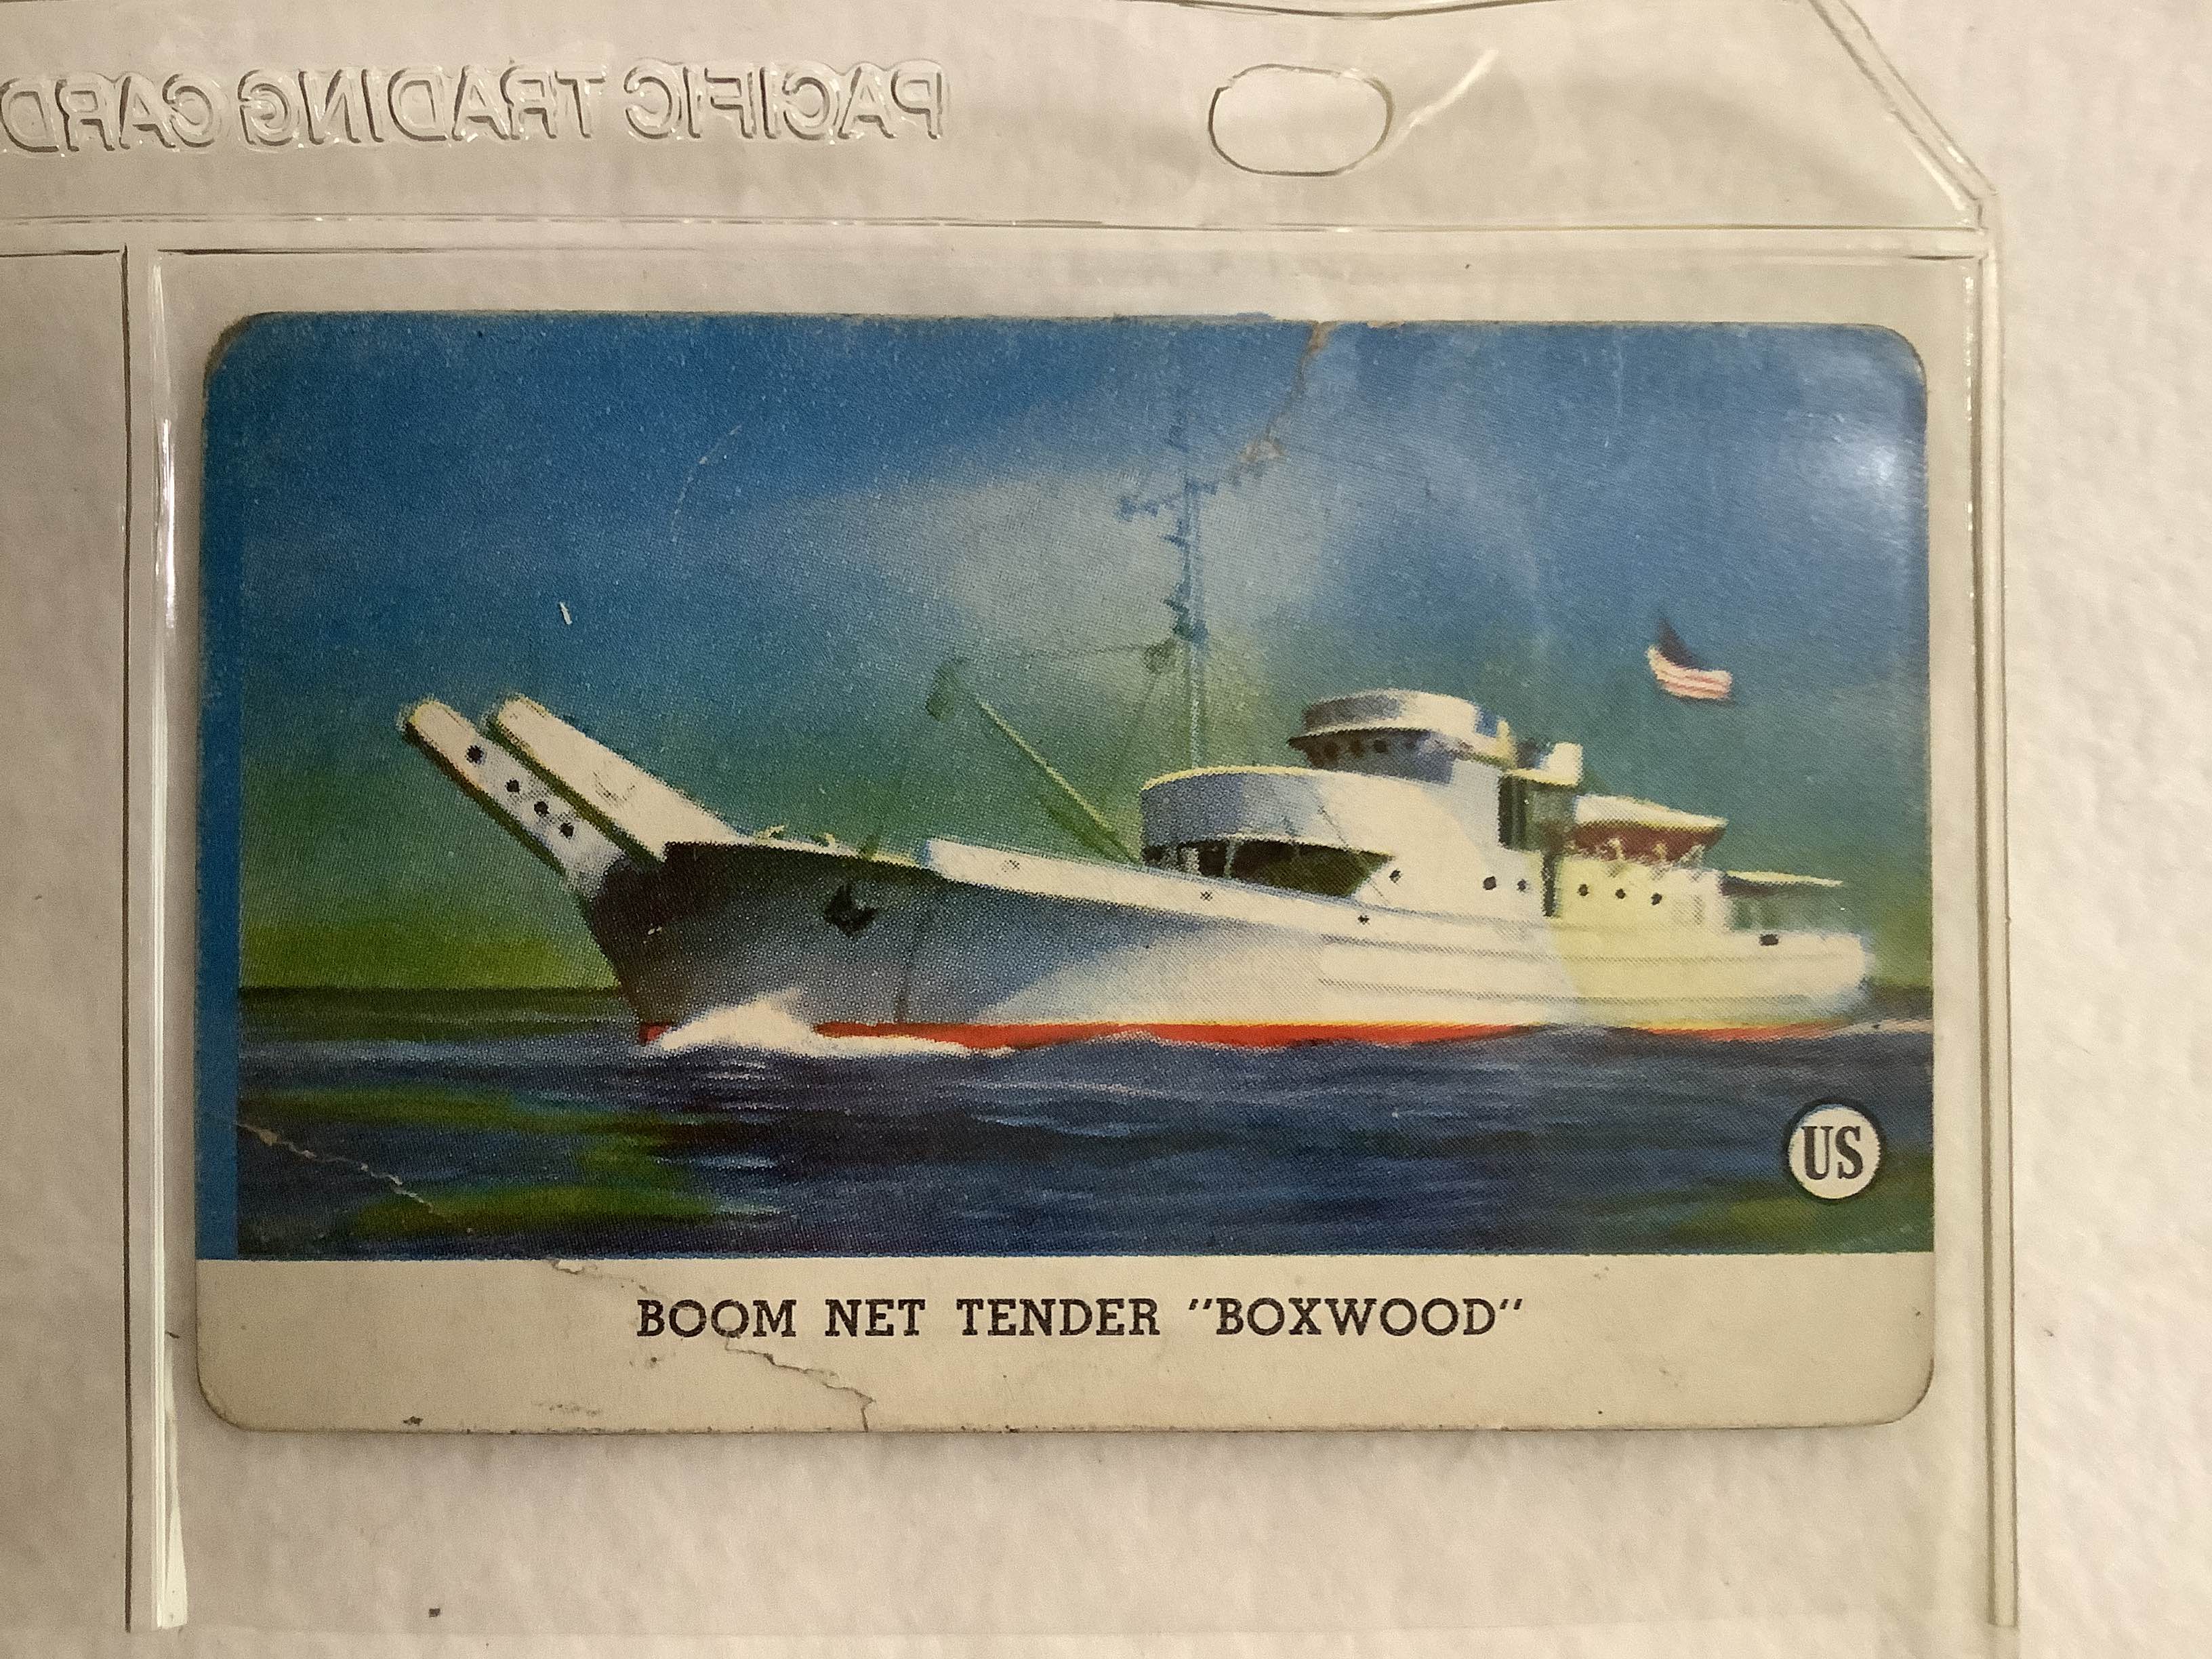 PACIFIC TRADING CARD
US
BOOM NET TENDER "BOXWOOD"